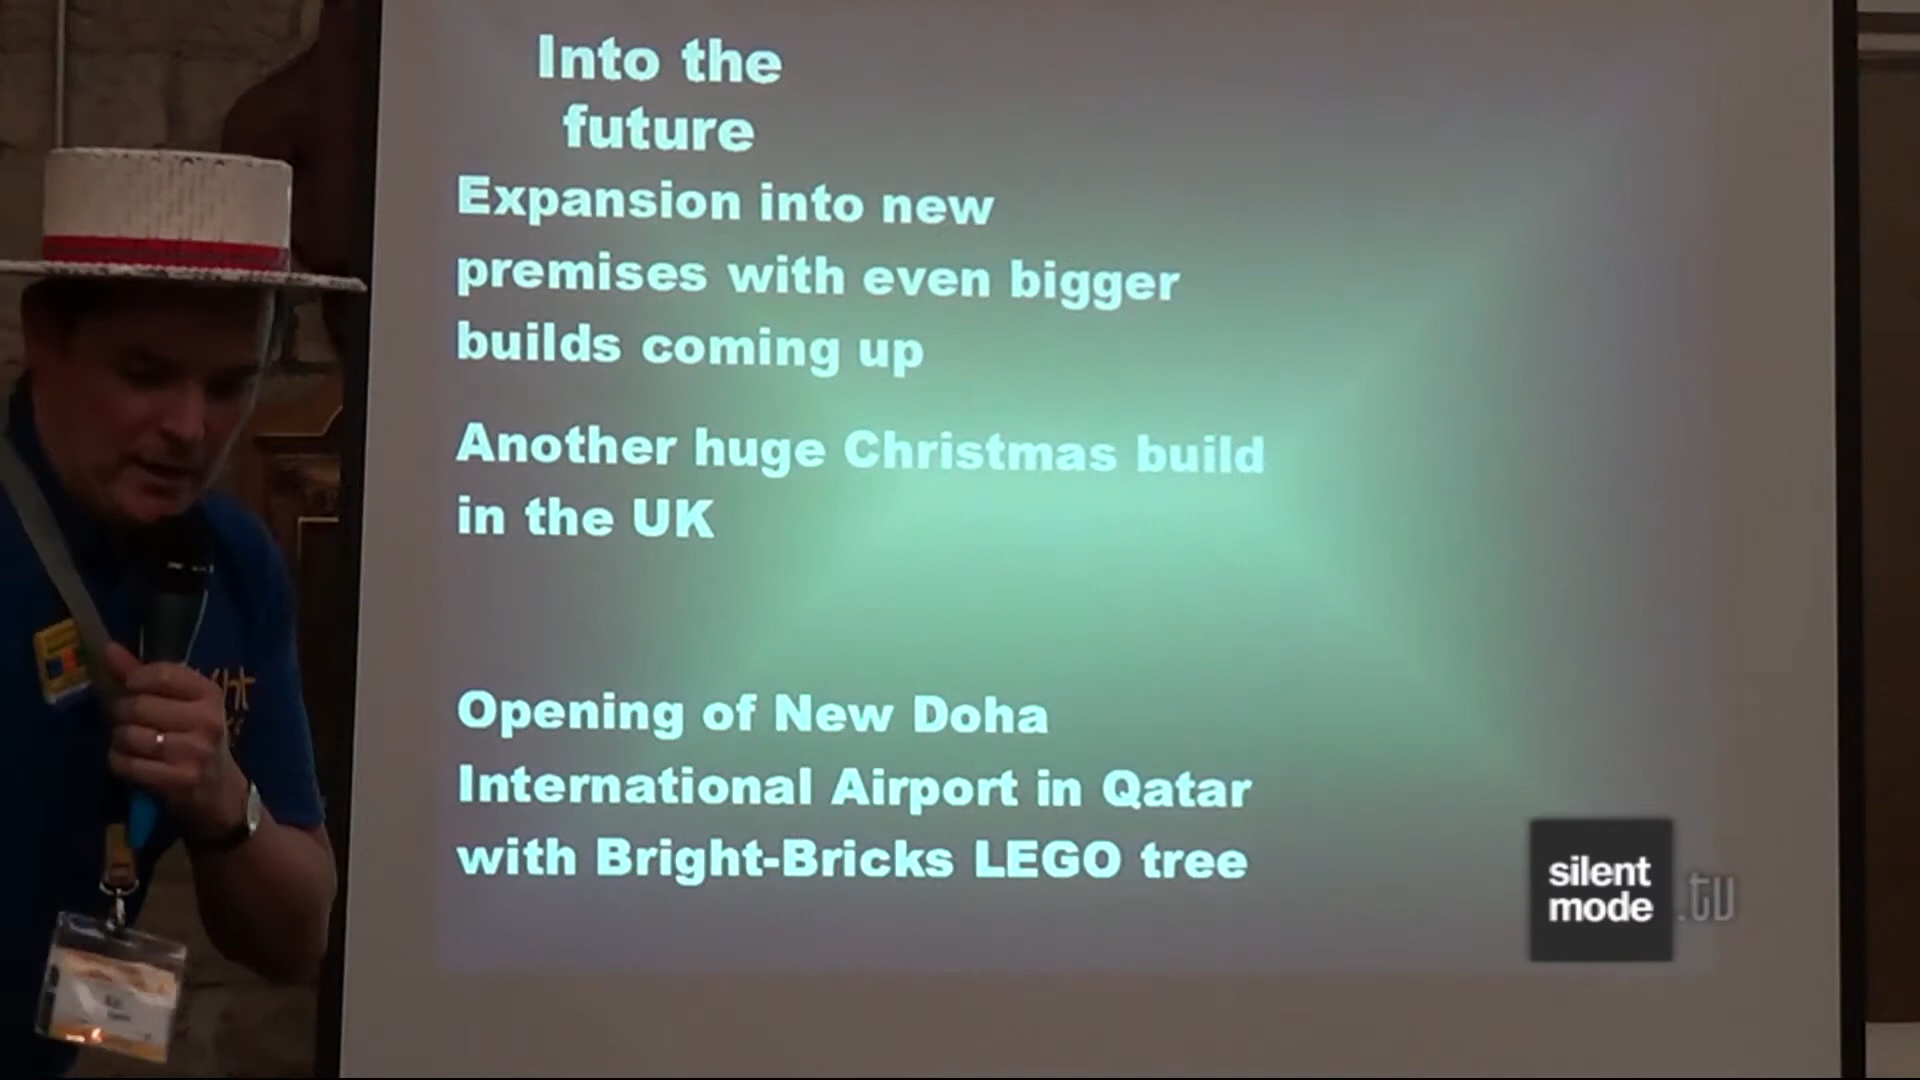 Into the
future
Expansion into new
premises with even bigger
builds coming up
Another huge Christmas build
in the UK
Opening of New Doha
International Airport in Qatar
with Bright-Bricks LEGO tree
silent
mode
.tv